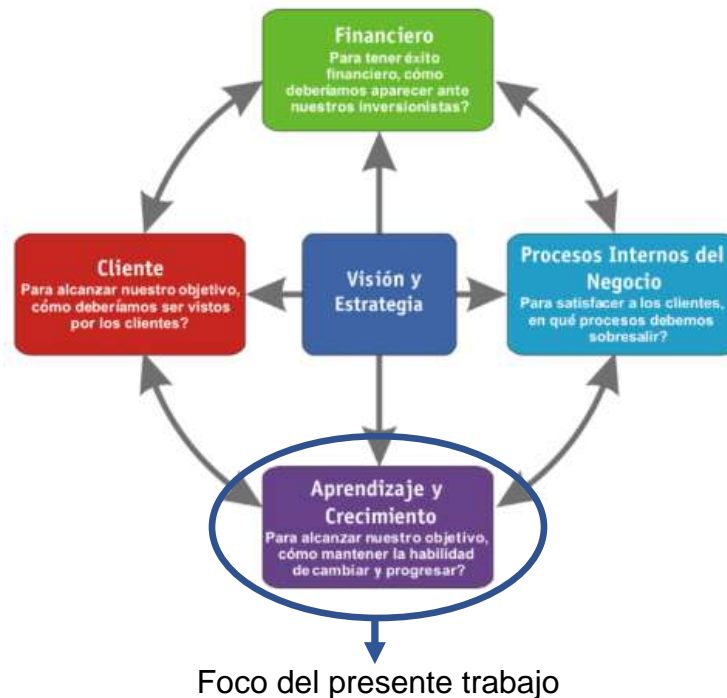 Financiero
Para tener éxito
financiero, cómo
deberíamos aparecer ante
nuestros inversionistas?
Cliente
Para alcanzar nuestro objetivo,
cómo deberíamos ser vistos
por los clientes?
Visión y
Estrategia
Procesos Internos del
Negocio
Para satisfacer a los clientes,
en qué procesos debemos
sobresalir?
Aprendizaje y
Crecimiento
Para alcanzar nuestro objetivo,
cómo mantener la habilidad
de cambiar y progresar?
Foco del presente trabajo